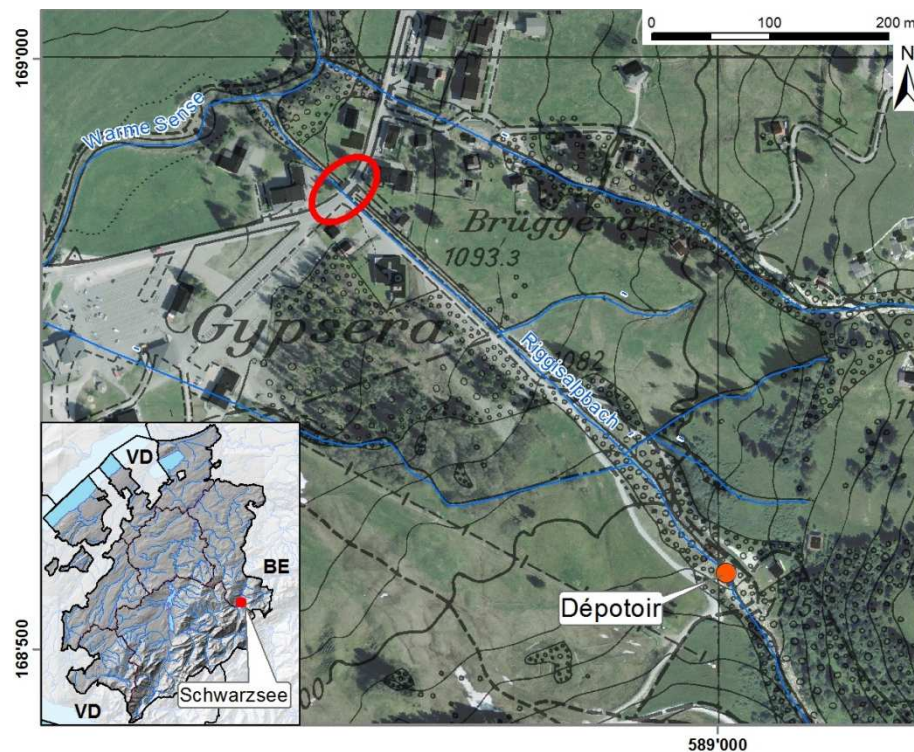 0 100 200 m
N
169'000
Warme Sense
Brüggera
1093.3
Gypsera
Riggisalpbach
1092
VD
BE
Dépotoir
168'500
Schwarzsee
VD
589'000